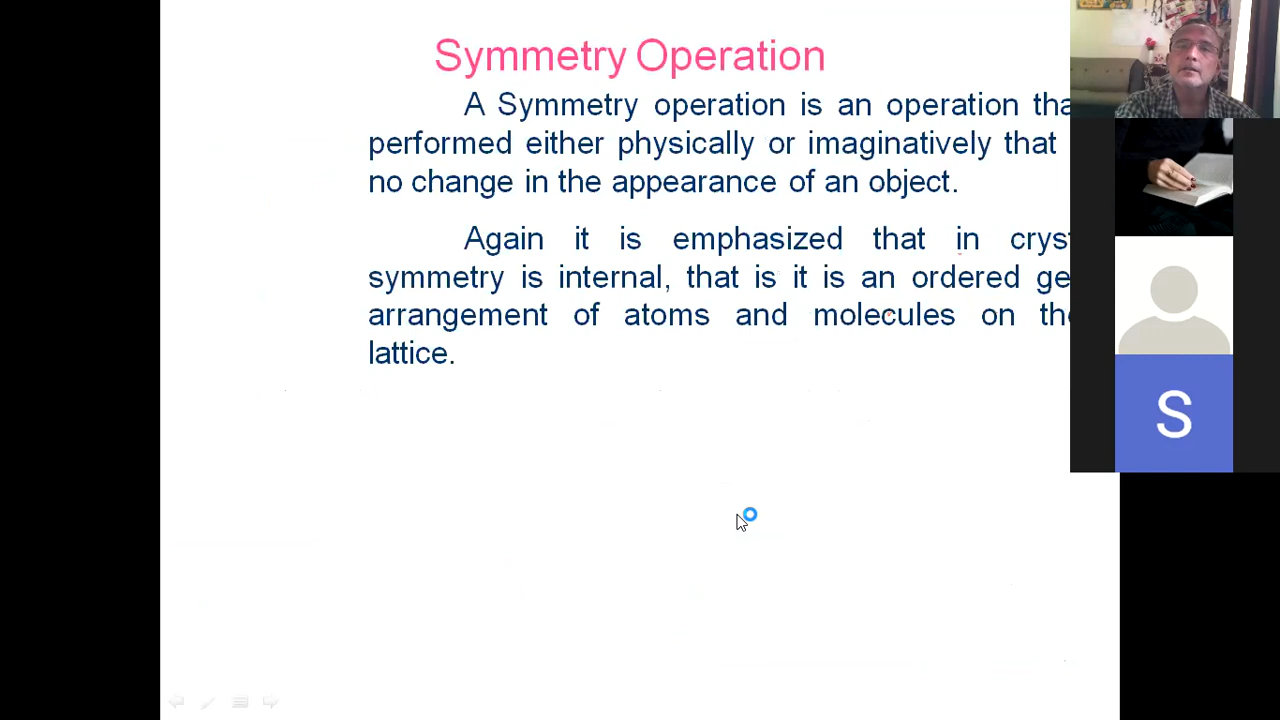 Symmetry Operation
A Symmetry operation is an operation tha
performed either physically or imaginatively that
no change in the appearance of an object.
Again it is emphasized that in cryst
symmetry is internal, that is it is an ordered ge
arrangement of atoms and molecules on the
lattice.
S